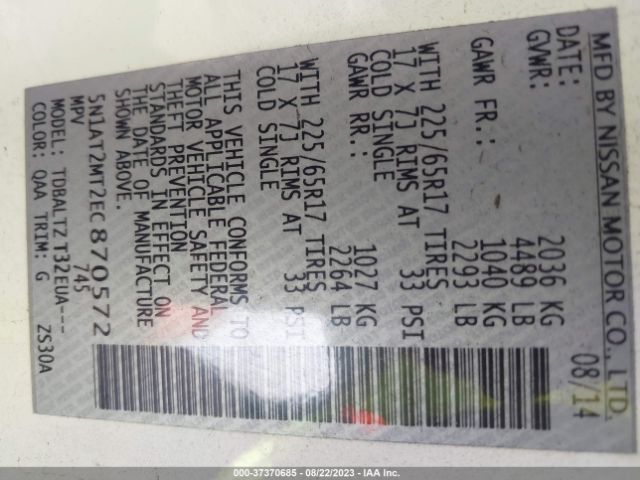 MFD BY NISSAN MOTOR CO., LTD.
DATE: 08/14
GVWR: 2036 KG
4489 LB
GAWR FR.: 1040 KG
2293 LB
WITH 225/65R17 TIRES
17 X 7J RIMS AT 33 PSI
COLD SINGLE
GAWR RR.: 1027 KG
2264 LB
WITH 225/65R17 TIRES
17 X 7J RIMS AT 33 PSI
COLD SINGLE
THIS VEHICLE CONFORMS TO
ALL APPLICABLE FEDERAL
MOTOR VEHICLE SAFETY AND
THEFT PREVENTION
STANDARDS IN EFFECT ON
THE DATE OF MANUFACTURE
SHOWN ABOVE.
5N1AT2MT2EC870572
MPV 745
MODEL: TDBALTZ T32EUA---
COLOR: QAA TRIM: G ZS30A
000-37370685 - 08/22/2023 - IAA Inc.